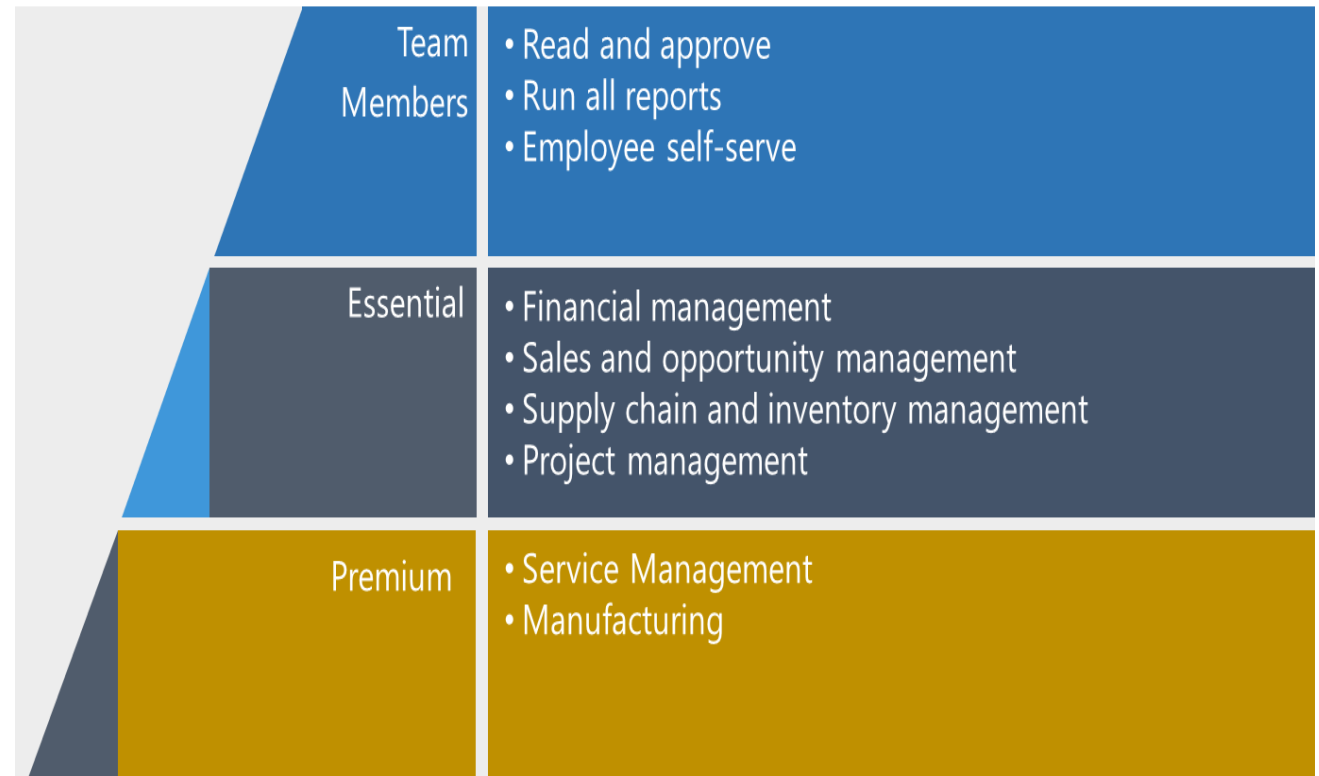 Team
Members
• Read and approve
• Run all reports
• Employee self-serve
Essential
• Financial management
• Sales and opportunity management
• Supply chain and inventory management
• Project management
Premium
• Service Management
• Manufacturing